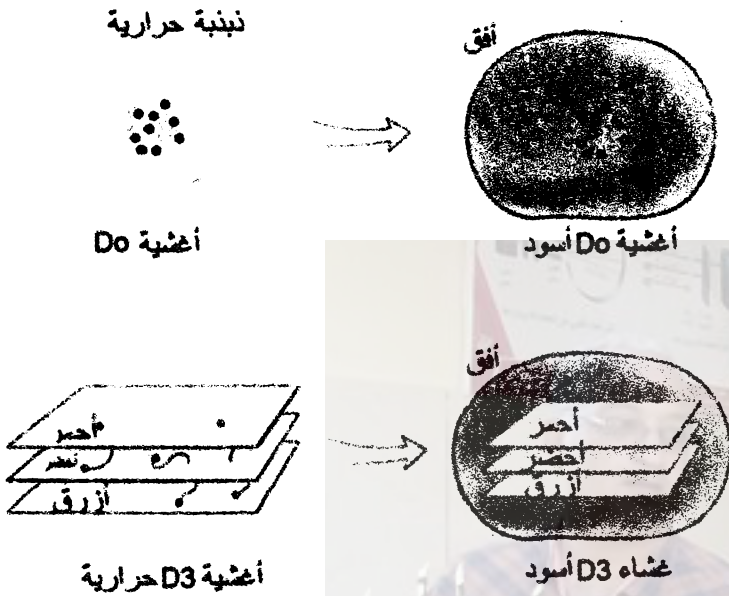 نبنبة حرارية
أفق
أغشية Do
أغشية Do أسود
أحمر
أخضر
أزرق
أفق
أحمر
أخضر
أزرق
أغشية D3 حرارية
غشاء D3 أسود